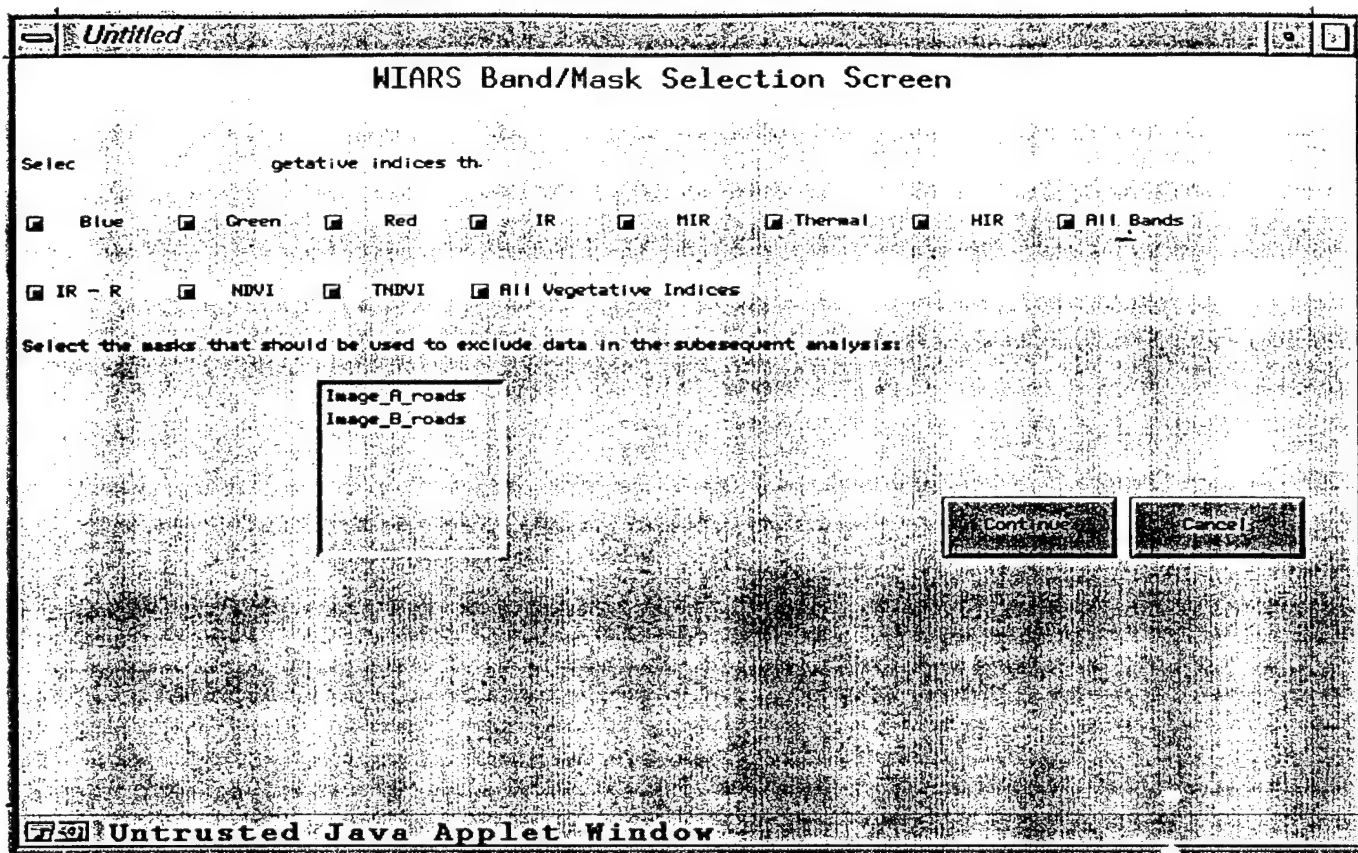 Untitled
WIARS Band/Mask Selection Screen
Selec getative indices th
Blue Green Red IR MIR Thermal HIR All Bands
IR - R NDVI TNDVI All Vegetative Indices
Select the masks that should be used to exclude data in the subesequent analysis:
Image_A_roads
Image_B_roads
Continue Cancel
Untrusted Java Applet Window